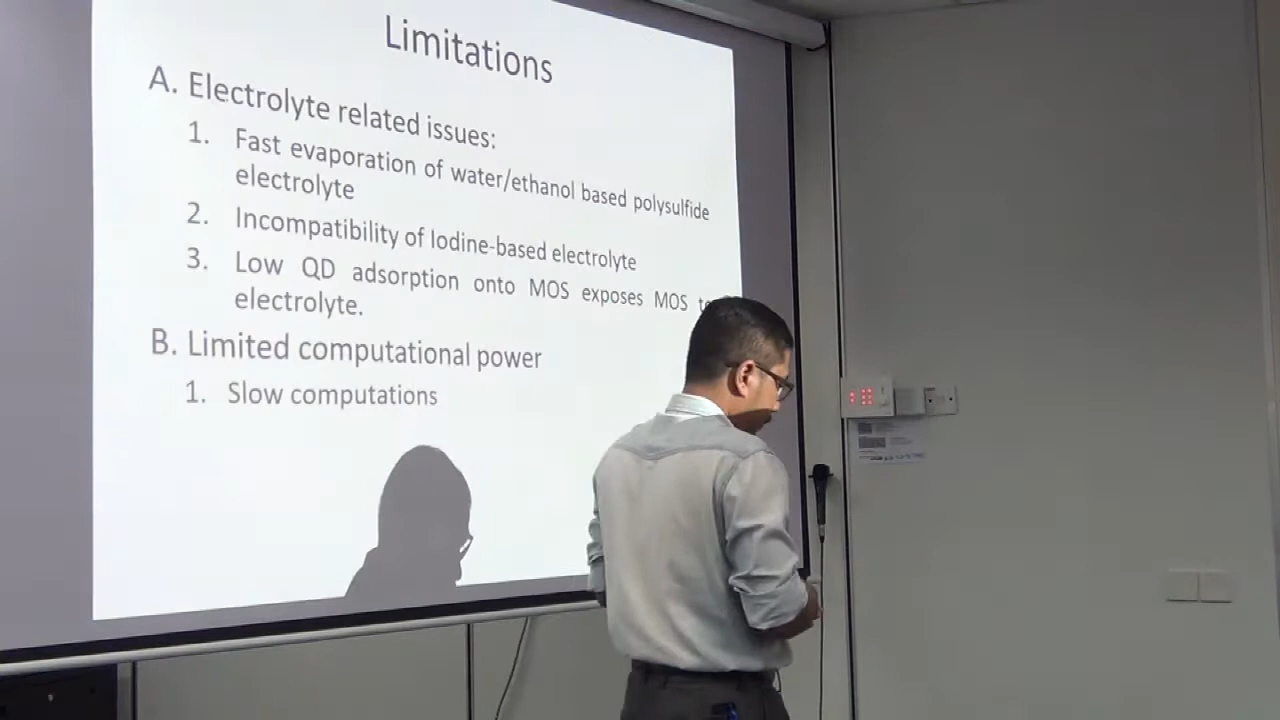 Limitations
A. Electrolyte related issues:
1. Fast evaporation of water/ethanol based polysulfide
electrolyte
2. Incompatibility of Iodine-based electrolyte
3. Low QD adsorption onto MOS exposes MOS
electrolyte.
B. Limited computational power
1. Slow computations